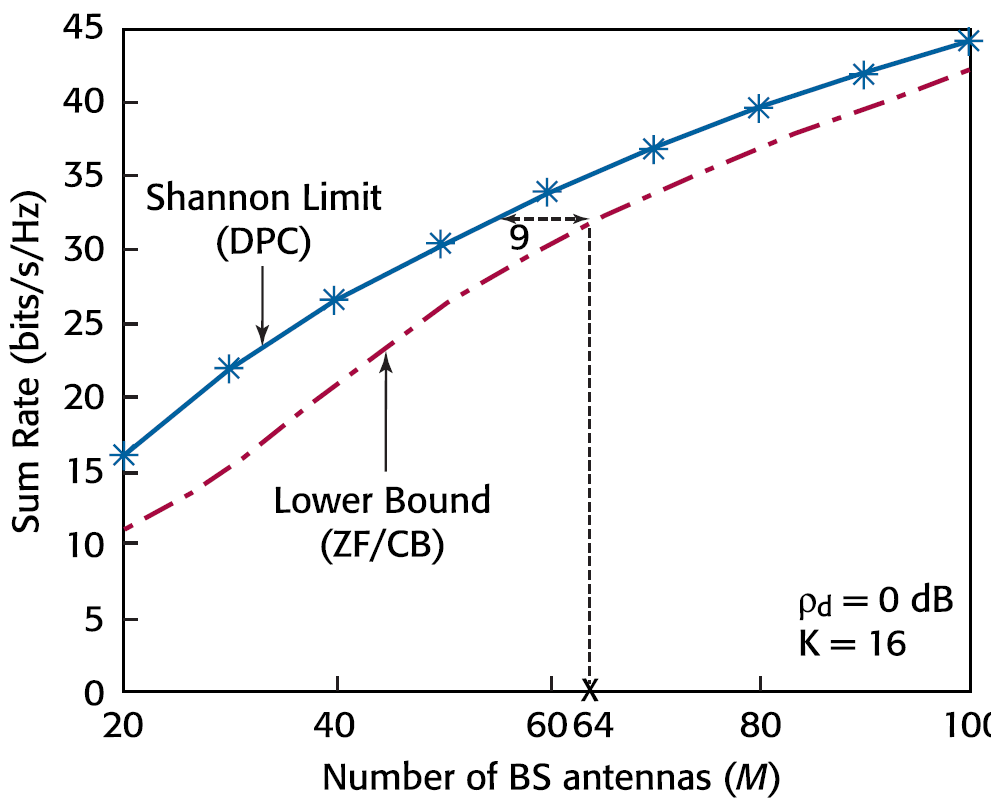 45
40
35
30
25
20
15
10
5
0
Sum Rate (bits/s/Hz)
Shannon Limit
(DPC)
9
Lower Bound
(ZF/CB)
ρd = 0 dB
K = 16
x
20 40 60 64 80 100
Number of BS antennas (M)